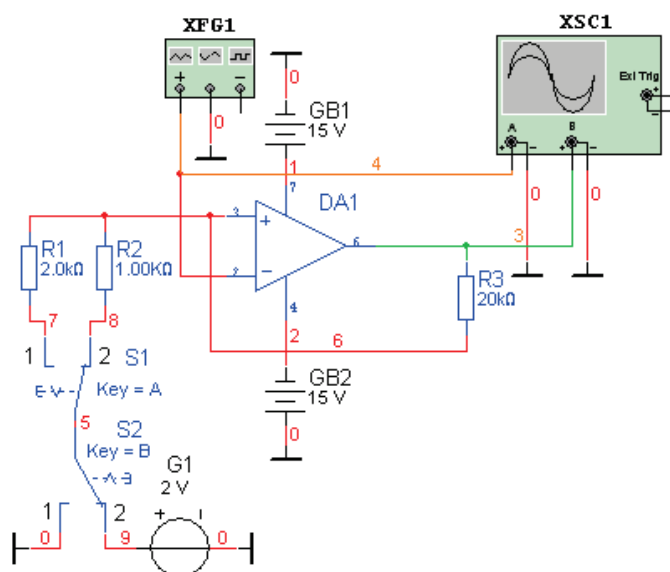 XFG1
XSC1
+ −
Ext Trig
+
−
A B
+ − + −
0
0
GB1
15 V
1
4
0
0
7
DA1
3
+
2
−
6
3
4
R1
2.0kΩ
R2
1.00KΩ
R3
20kΩ
7
8
2
6
1
2
S1
Key = A
GB2
15 V
5
S2
Key = B
0
G1
2 V
+ −
1
2
0
9
0